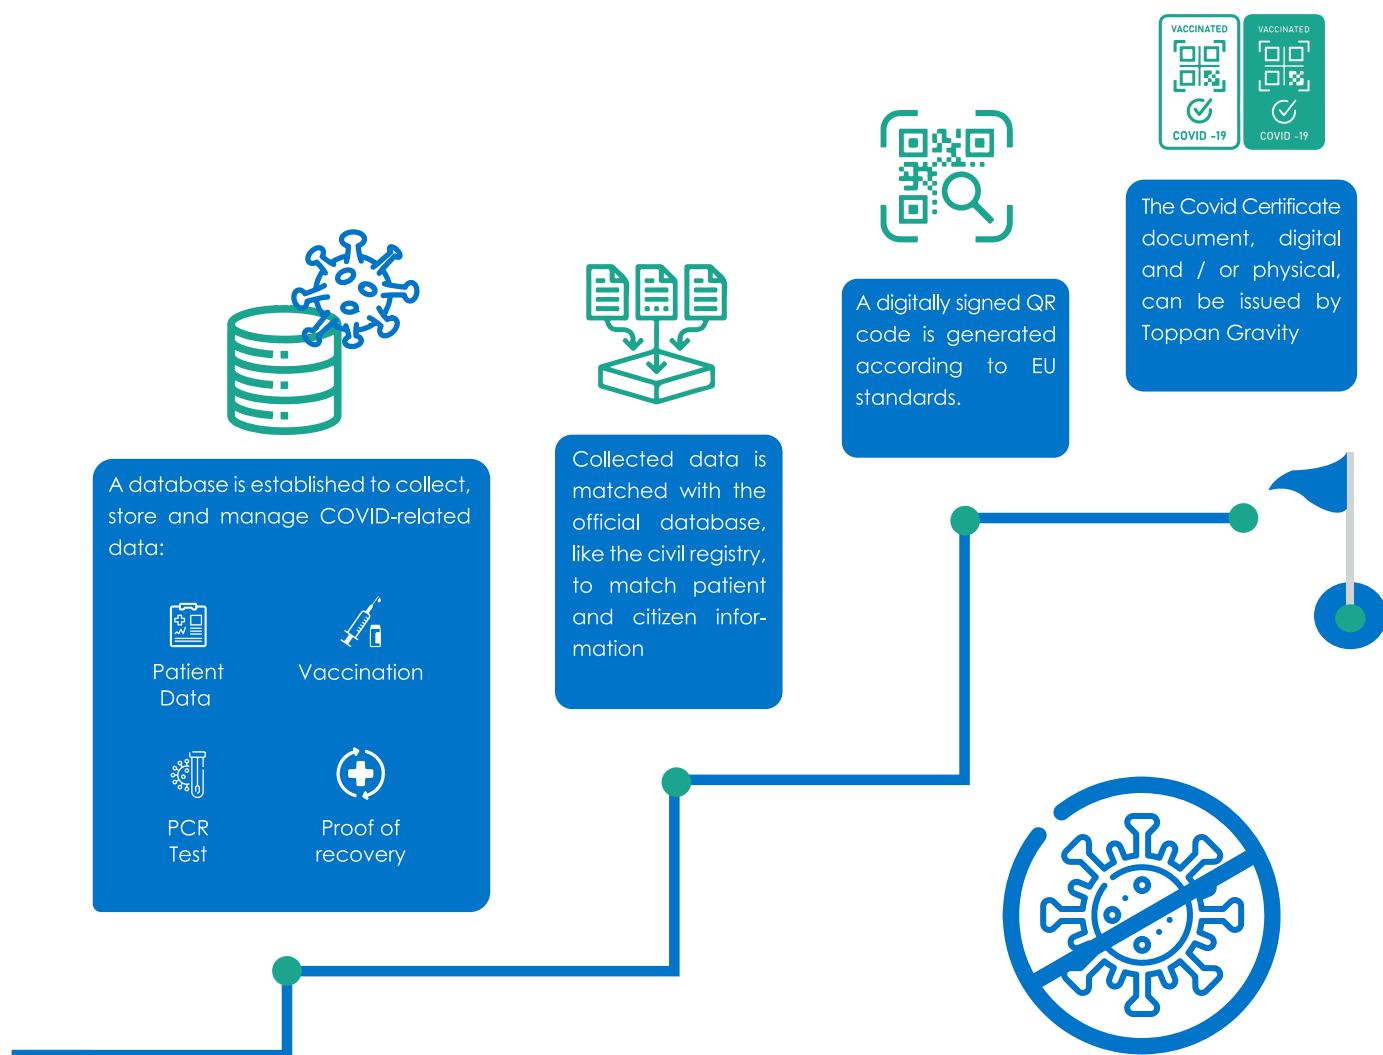 VACCINATED
COVID -19
VACCINATED
COVID -19
The Covid Certificate
document, digital
and / or physical,
can be issued by
Toppan Gravity
A digitally signed QR
code is generated
according to EU
standards.
Collected data is
matched with the
official database,
like the civil registry,
to match patient
and citizen infor-
mation
A database is established to collect,
store and manage COVID-related
data:
Patient
Data
Vaccination
PCR
Test
Proof of
recovery